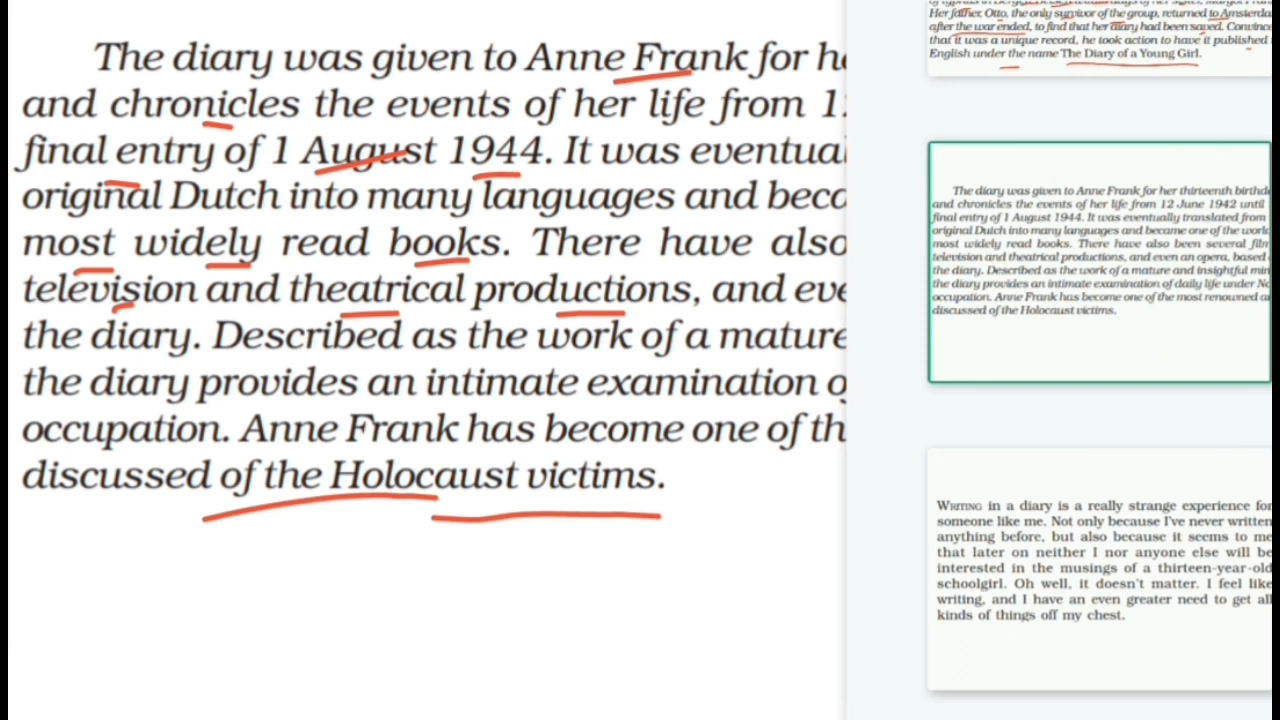 The diary was given to Anne Frank for he
and chronicles the events of her life from 1
final entry of 1 August 1944. It was eventual
original Dutch into many languages and beca
most widely read books. There have also
television and theatrical productions, and eve
the diary. Described as the work of a mature
the diary provides an intimate examination o
occupation. Anne Frank has become one of th
discussed of the Holocaust victims.
Her father, Otto, the only survivor of the group, returned to Amsterda
after the war ended, to find that her diary had been saved. Convinc
that it was a unique record, he took action to have it published
English under the name The Diary of a Young Girl.
The diary was given to Anne Frank for her thirteenth birthd
and chronicles the events of her life from 12 June 1942 until
final entry of 1 August 1944. It was eventually translated from
original Dutch into many languages and became one of the world
most widely read books. There have also been several film
television and theatrical productions, and even an opera, based
the diary. Described as the work of a mature and insightful min
the diary provides an intimate examination of daily life under Na
occupation. Anne Frank has become one of the most renowned a
discussed of the Holocaust victims.
WRITING in a diary is a really strange experience for
someone like me. Not only because I've never written
anything before, but also because it seems to me
that later on neither I nor anyone else will be
interested in the musings of a thirteen-year-old
schoolgirl. Oh well, it doesn't matter. I feel like
writing, and I have an even greater need to get all
kinds of things off my chest.